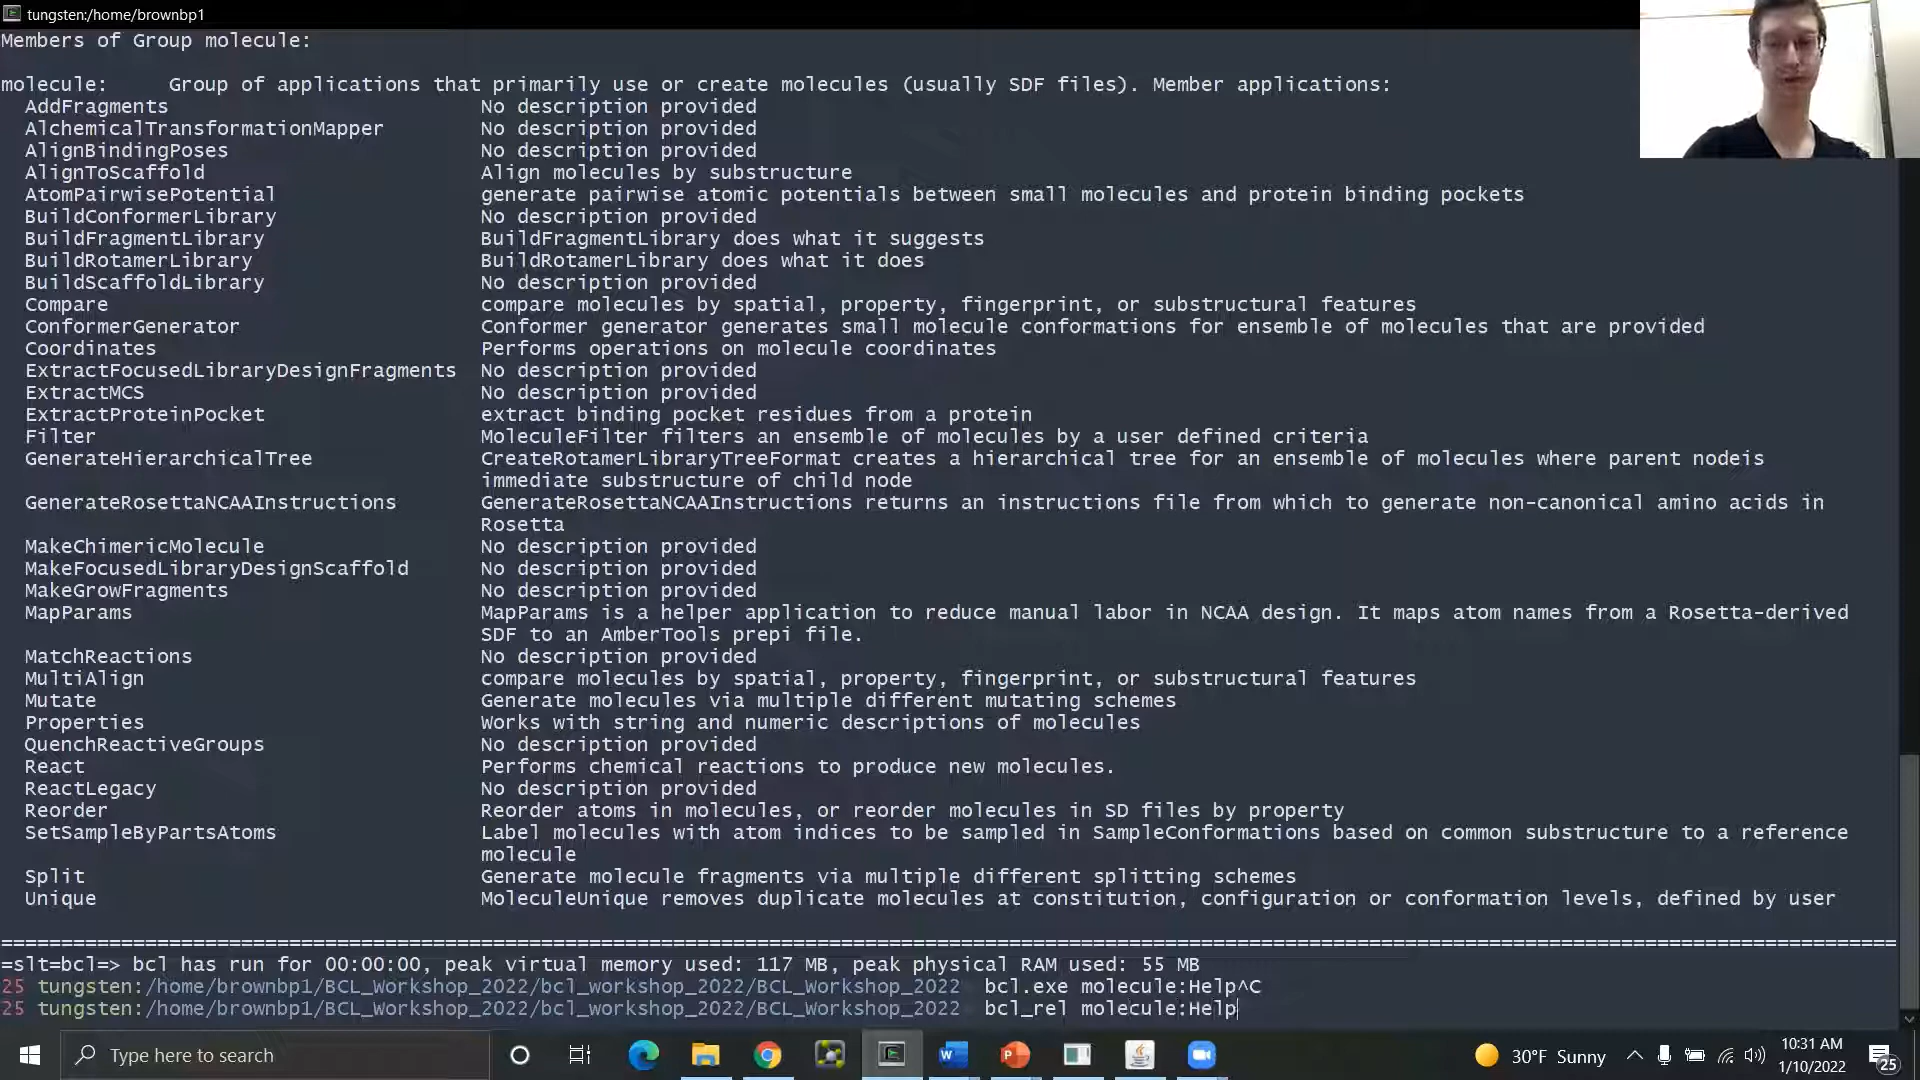 tungsten:/home/brownbp1
Members of Group molecule:
molecule: Group of applications that primarily use or create molecules (usually SDF files). Member applications:
AddFragments No description provided
AlchemicalTransformationMapper No description provided
AlignBindingPoses No description provided
AlignToScaffold Align molecules by substructure
AtomPairwisePotential generate pairwise atomic potentials between small molecules and protein binding pockets
BuildConformerLibrary No description provided
BuildFragmentLibrary BuildFragmentLibrary does what it suggests
BuildRotamerLibrary BuildRotamerLibrary does what it does
BuildScaffoldLibrary No description provided
Compare compare molecules by spatial, property, fingerprint, or substructural features
ConformerGenerator Conformer generator generates small molecule conformations for ensemble of molecules that are provided
Coordinates Performs operations on molecule coordinates
ExtractFocusedLibraryDesignFragments No description provided
ExtractMCS No description provided
ExtractProteinPocket extract binding pocket residues from a protein
Filter MoleculeFilter filters an ensemble of molecules by a user defined criteria
GenerateHierarchicalTree CreateRotamerLibraryTreeFormat creates a hierarchical tree for an ensemble of molecules where parent nodeis
immediate substructure of child node
GenerateRosettaNCAAInstructions GenerateRosettaNCAAInstructions returns an instructions file from which to generate non-canonical amino acids in
Rosetta
MakeChimericMolecule No description provided
MakeFocusedLibraryDesignScaffold No description provided
MakeGrowFragments No description provided
MapParams MapParams is a helper application to reduce manual labor in NCAA design. It maps atom names from a Rosetta-derived
SDF to an AmberTools prepi file.
MatchReactions No description provided
MultiAlign compare molecules by spatial, property, fingerprint, or substructural features
Mutate Generate molecules via multiple different mutating schemes
Properties Works with string and numeric descriptions of molecules
QuenchReactiveGroups No description provided
React Performs chemical reactions to produce new molecules.
ReactLegacy No description provided
Reorder Reorder atoms in molecules, or reorder molecules in SD files by property
SetSampleByPartsAtoms Label molecules with atom indices to be sampled in SampleConformations based on common substructure to a reference
molecule
Split Generate molecule fragments via multiple different splitting schemes
Unique MoleculeUnique removes duplicate molecules at constitution, configuration or conformation levels, defined by user
=slt=bcl=> bcl has run for 00:00:00, peak virtual memory used: 117 MB, peak physical RAM used: 55 MB
25 tungsten:/home/brownbp1/BCL_Workshop_2022/bcl_workshop_2022/BCL_Workshop_2022 bcl.exe molecule:Help^C
25 tungsten:/home/brownbp1/BCL_Workshop_2022/bcl_workshop_2022/BCL_Workshop_2022 bcl_rel molecule:Help
Type here to search
30°F Sunny
10:31 AM
1/10/2022
25